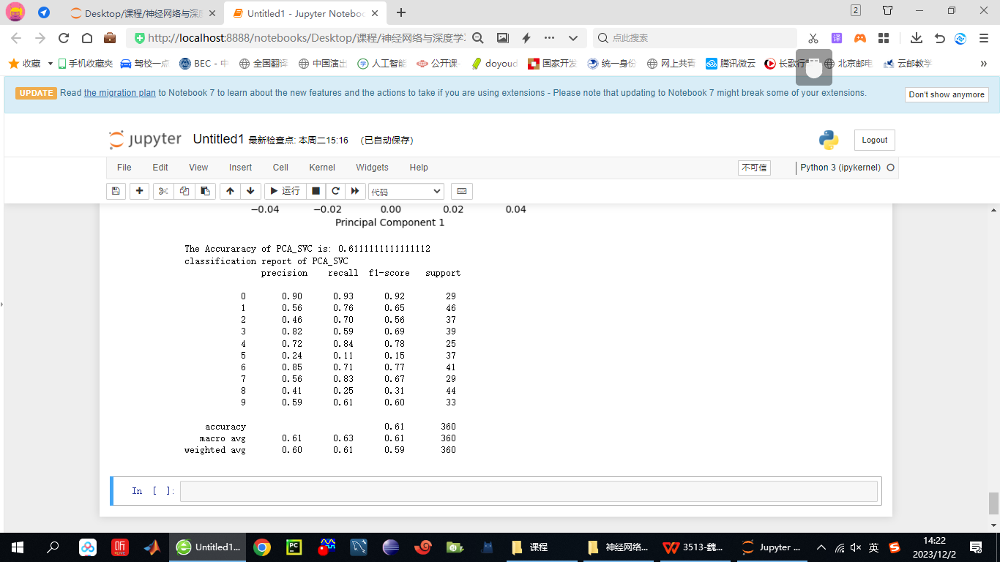 Desktop/课程/神经网络与深度
Untitled1 - Jupyter Notebo
2
http://localhost:8888/notebooks/Desktop/课程/神经网络与深度学
点此搜索
译
收藏 手机收藏夹 驾校一点 BEC - 中 全国翻译 中国演出 人工智能 公开课 doyoud 国家开发 统一身份 网上共青 腾讯微云 长歌行 北京邮电 云邮教学 »
UPDATE Read the migration plan to Notebook 7 to learn about the new features and the actions to take if you are using extensions - Please note that updating to Notebook 7 might break some of your extensions.
Don't show anymore
jupyter Untitled1 最新检查点: 本周二15:16 (已自动保存)
Logout
File Edit View Insert Cell Kernel Widgets Help
不可信 Python 3 (ipykernel)
运行 代码
−0.04 −0.02 0.00 0.02 0.04
Principal Component 1
The Accuraracy of PCA_SVC is: 0.6111111111111112
classification report of PCA_SVC
precision recall f1-score support
0 0.90 0.93 0.92 29
1 0.56 0.76 0.65 46
2 0.46 0.70 0.56 37
3 0.82 0.59 0.69 39
4 0.72 0.84 0.78 25
5 0.24 0.11 0.15 37
6 0.85 0.71 0.77 41
7 0.56 0.83 0.67 29
8 0.41 0.25 0.31 44
9 0.59 0.61 0.60 33
accuracy 0.61 360
macro avg 0.61 0.63 0.61 360
weighted avg 0.60 0.61 0.59 360
In [ ]:
Untitled1... 课程 神经网络... 3513-魏... Jupyter ... 英
14:22
2023/12/2